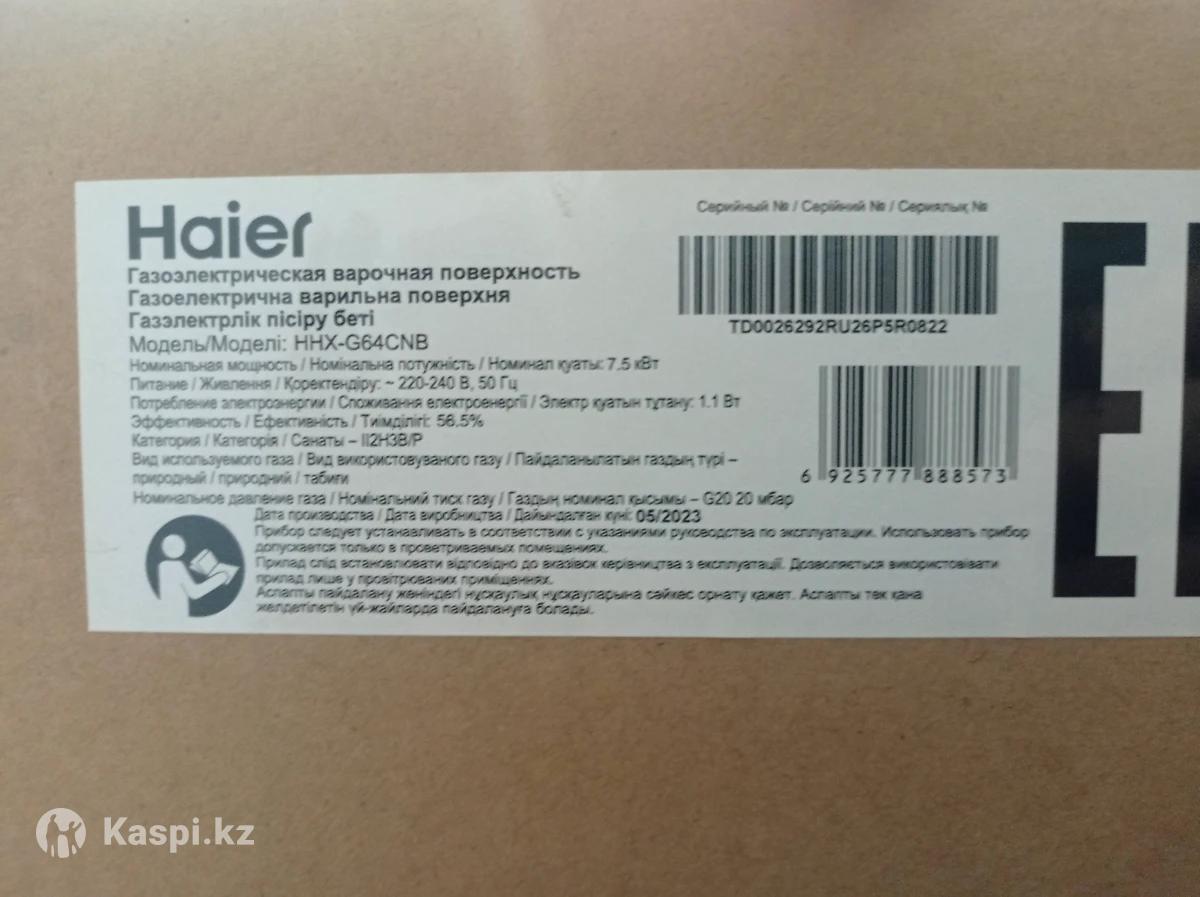 Haier
Газоэлектрическая варочная поверхность
Газоелектрична варильна поверхня
Газэлектрлік пісіру беті
Модель/Моделі: HHX-G64CNB
Номинальная мощность / Номінальна потужність / Номинал қуаты: 7.5 кВт
Питание / Живлення / Қоректендіру: ~ 220-240 В, 50 Гц
Потребление электроэнергии / Споживання електроенергії / Электр қуатын тұтану: 1.1 Вт
Эффективность / Ефективність / Тиімділігі: 56.5%
Категория / Категорія / Санаты – II2H3B/P
Вид используемого газа / Вид використовуваного газу / Пайдаланылатын газдың түрі –
природный / природний / табиғи
Номинальное давление газа / Номінальний тиск газу / Газдың номинал қысымы – G20 20 мбар
Дата производства / Дата виробництва / Дайындалған күні: 05/2023
Прибор следует устанавливать в соответствии с указаниями руководства по эксплуатации. Использовать прибор
допускается только в проветриваемых помещениях.
Прилад слід встановлювати відповідно до вказівок керівництва з експлуатації. Дозволяється використовівати
прилад лише у провітрюваних приміщеннях.
Аспапты пайдалану жөніндегі нұсқаулық нұсқауларына сәйкес орнату қажет. Аспапты тек қана
желдетілетін үй-жайларда пайдалануға болады.
Серийный № / Серійний № / Сериялық №
TD0026292RU26P5R0822
6 925777 888573
E
Kaspi.kz